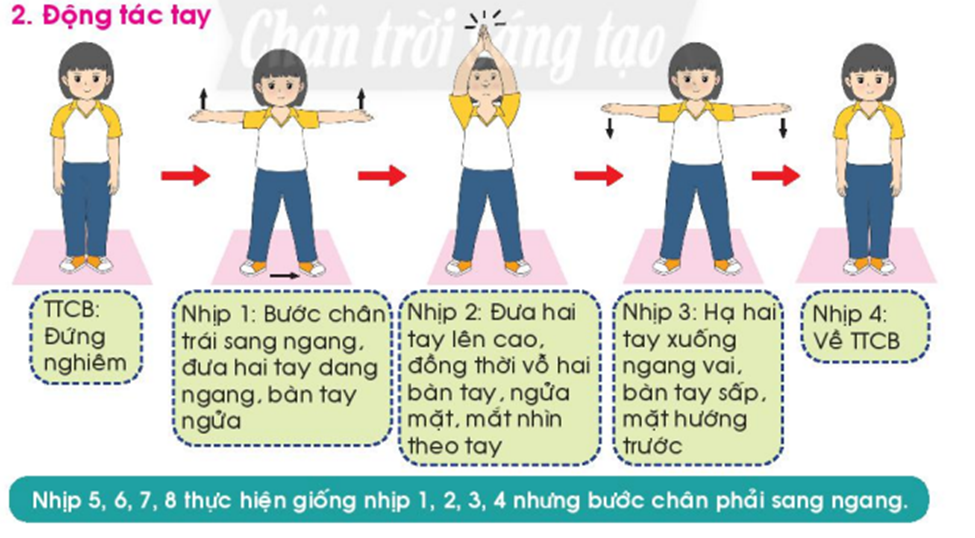 2. Động tác tay
Chân trời sáng tạo
TTCB:
Đứng
nghiêm
Nhịp 1: Bước chân
trái sang ngang,
đưa hai tay dang
ngang, bàn tay
ngửa
Nhịp 2: Đưa hai
tay lên cao,
đồng thời vỗ hai
bàn tay, ngửa
mặt, mắt nhìn
theo tay
Nhịp 3: Hạ hai
tay xuống
ngang vai,
bàn tay sấp,
mặt hướng
trước
Nhịp 4:
Về TTCB
Nhịp 5, 6, 7, 8 thực hiện giống nhịp 1, 2, 3, 4 nhưng bước chân phải sang ngang.